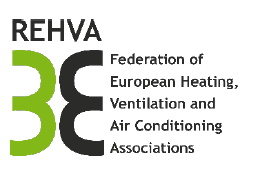 REHVA
Federation of
European Heating,
Ventilation and
Air Conditioning
Associations